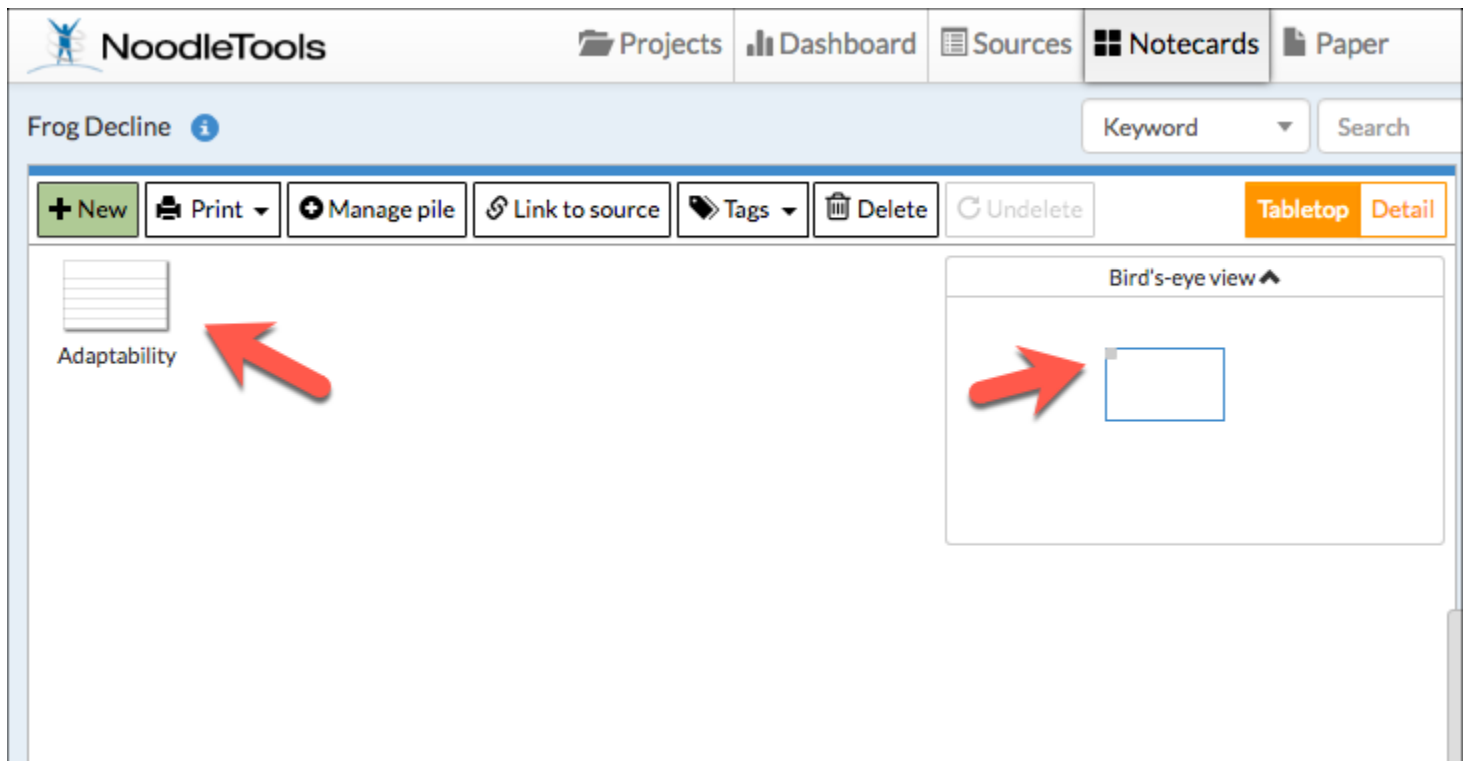 NoodleTools Projects Dashboard Sources Notecards Paper
Frog Decline Keyword Search
New Print Manage pile Link to source Tags Delete Undelete Tabletop Detail
Bird's-eye view
Adaptability